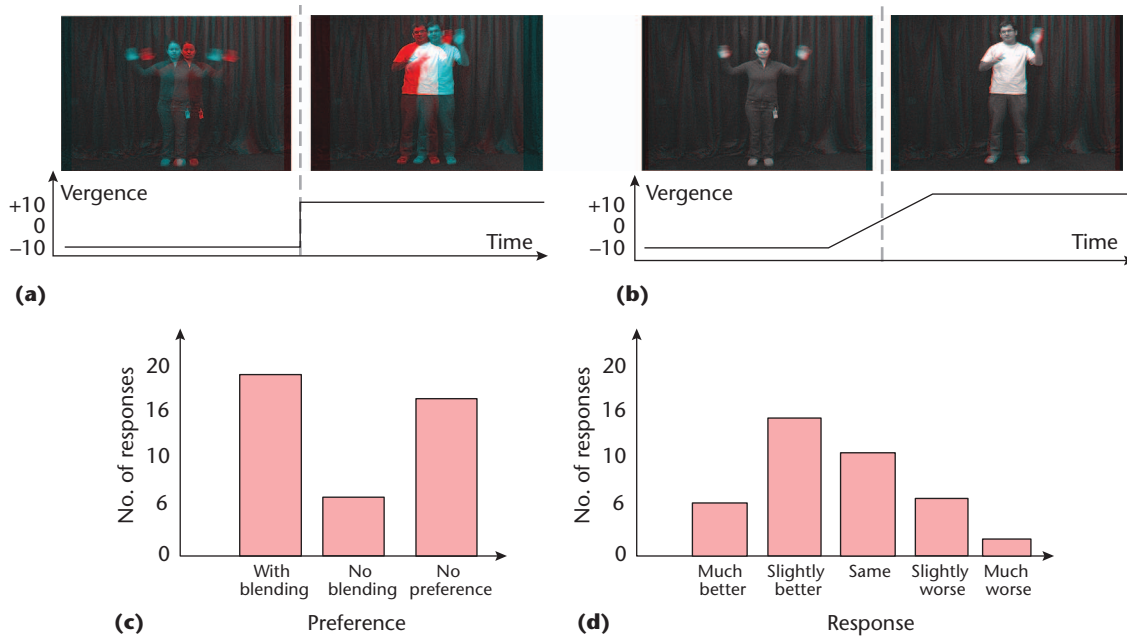 Vergence
+10
0
–10
Time
(a)
Vergence
+10
0
–10
Time
(b)
No. of responses
20
16
10
6
0
With blending
No blending
No preference
(c)
Preference
No. of responses
20
16
10
6
0
Much better
Slightly better
Same
Slightly worse
Much worse
(d)
Response